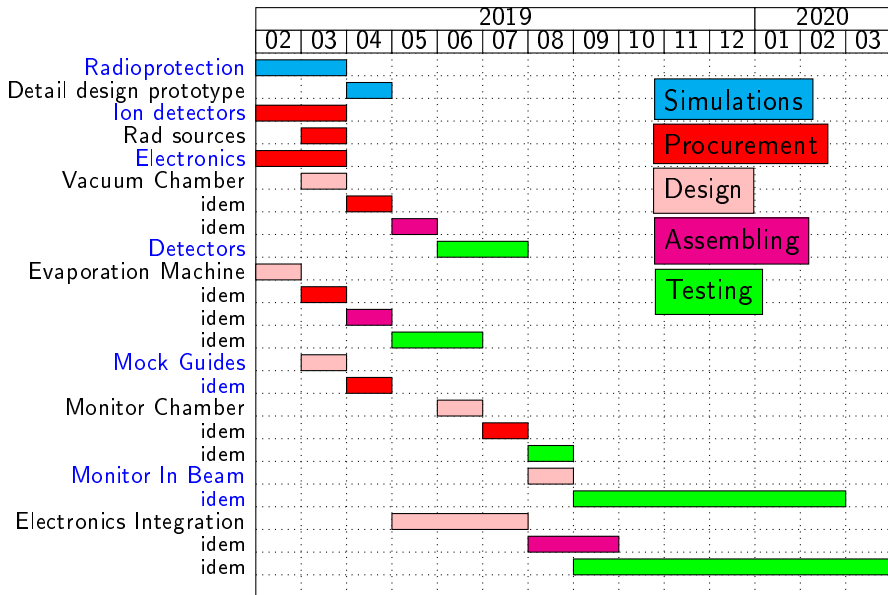 2019 2020
02 03 04 05 06 07 08 09 10 11 12 01 02 03
Radioprotection
Detail design prototype
Ion detectors
Rad sources
Electronics
Vacuum Chamber
idem
idem
Detectors
Evaporation Machine
idem
idem
idem
Mock Guides
idem
Monitor Chamber
idem
idem
Monitor In Beam
idem
Electronics Integration
idem
idem
Simulations
Procurement
Design
Assembling
Testing